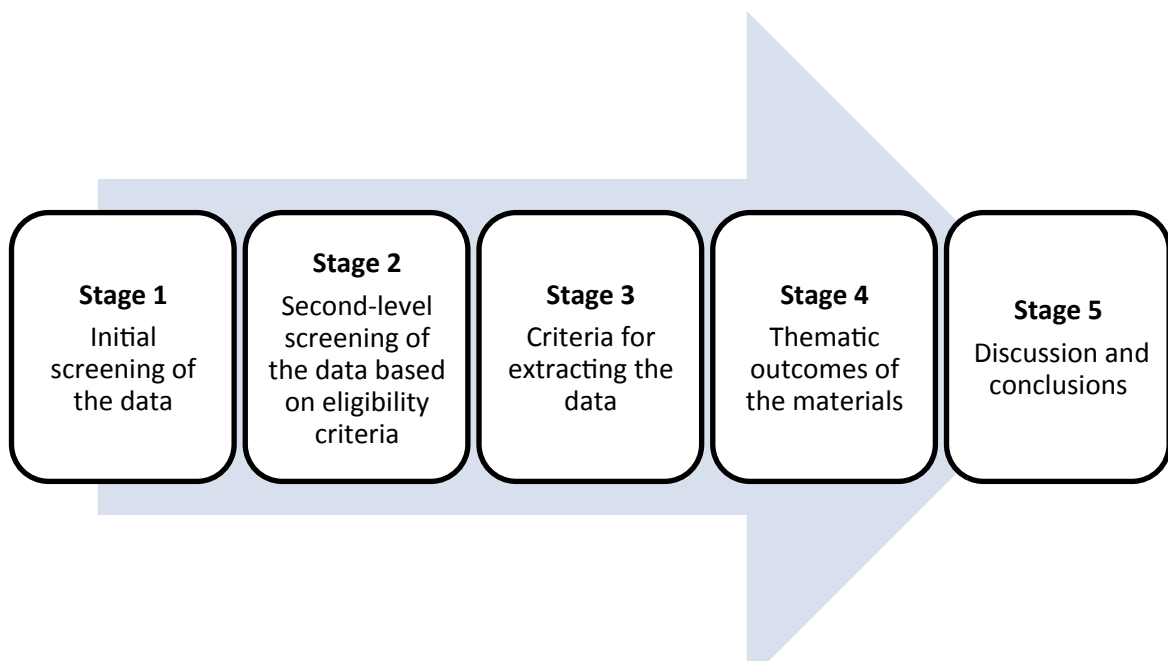 Stage 1
Initial
screening of
the data
Stage 2
Second-level
screening of
the data based
on eligibility
criteria
Stage 3
Criteria for
extracting the
data
Stage 4
Thematic
outcomes of
the materials
Stage 5
Discussion and
conclusions